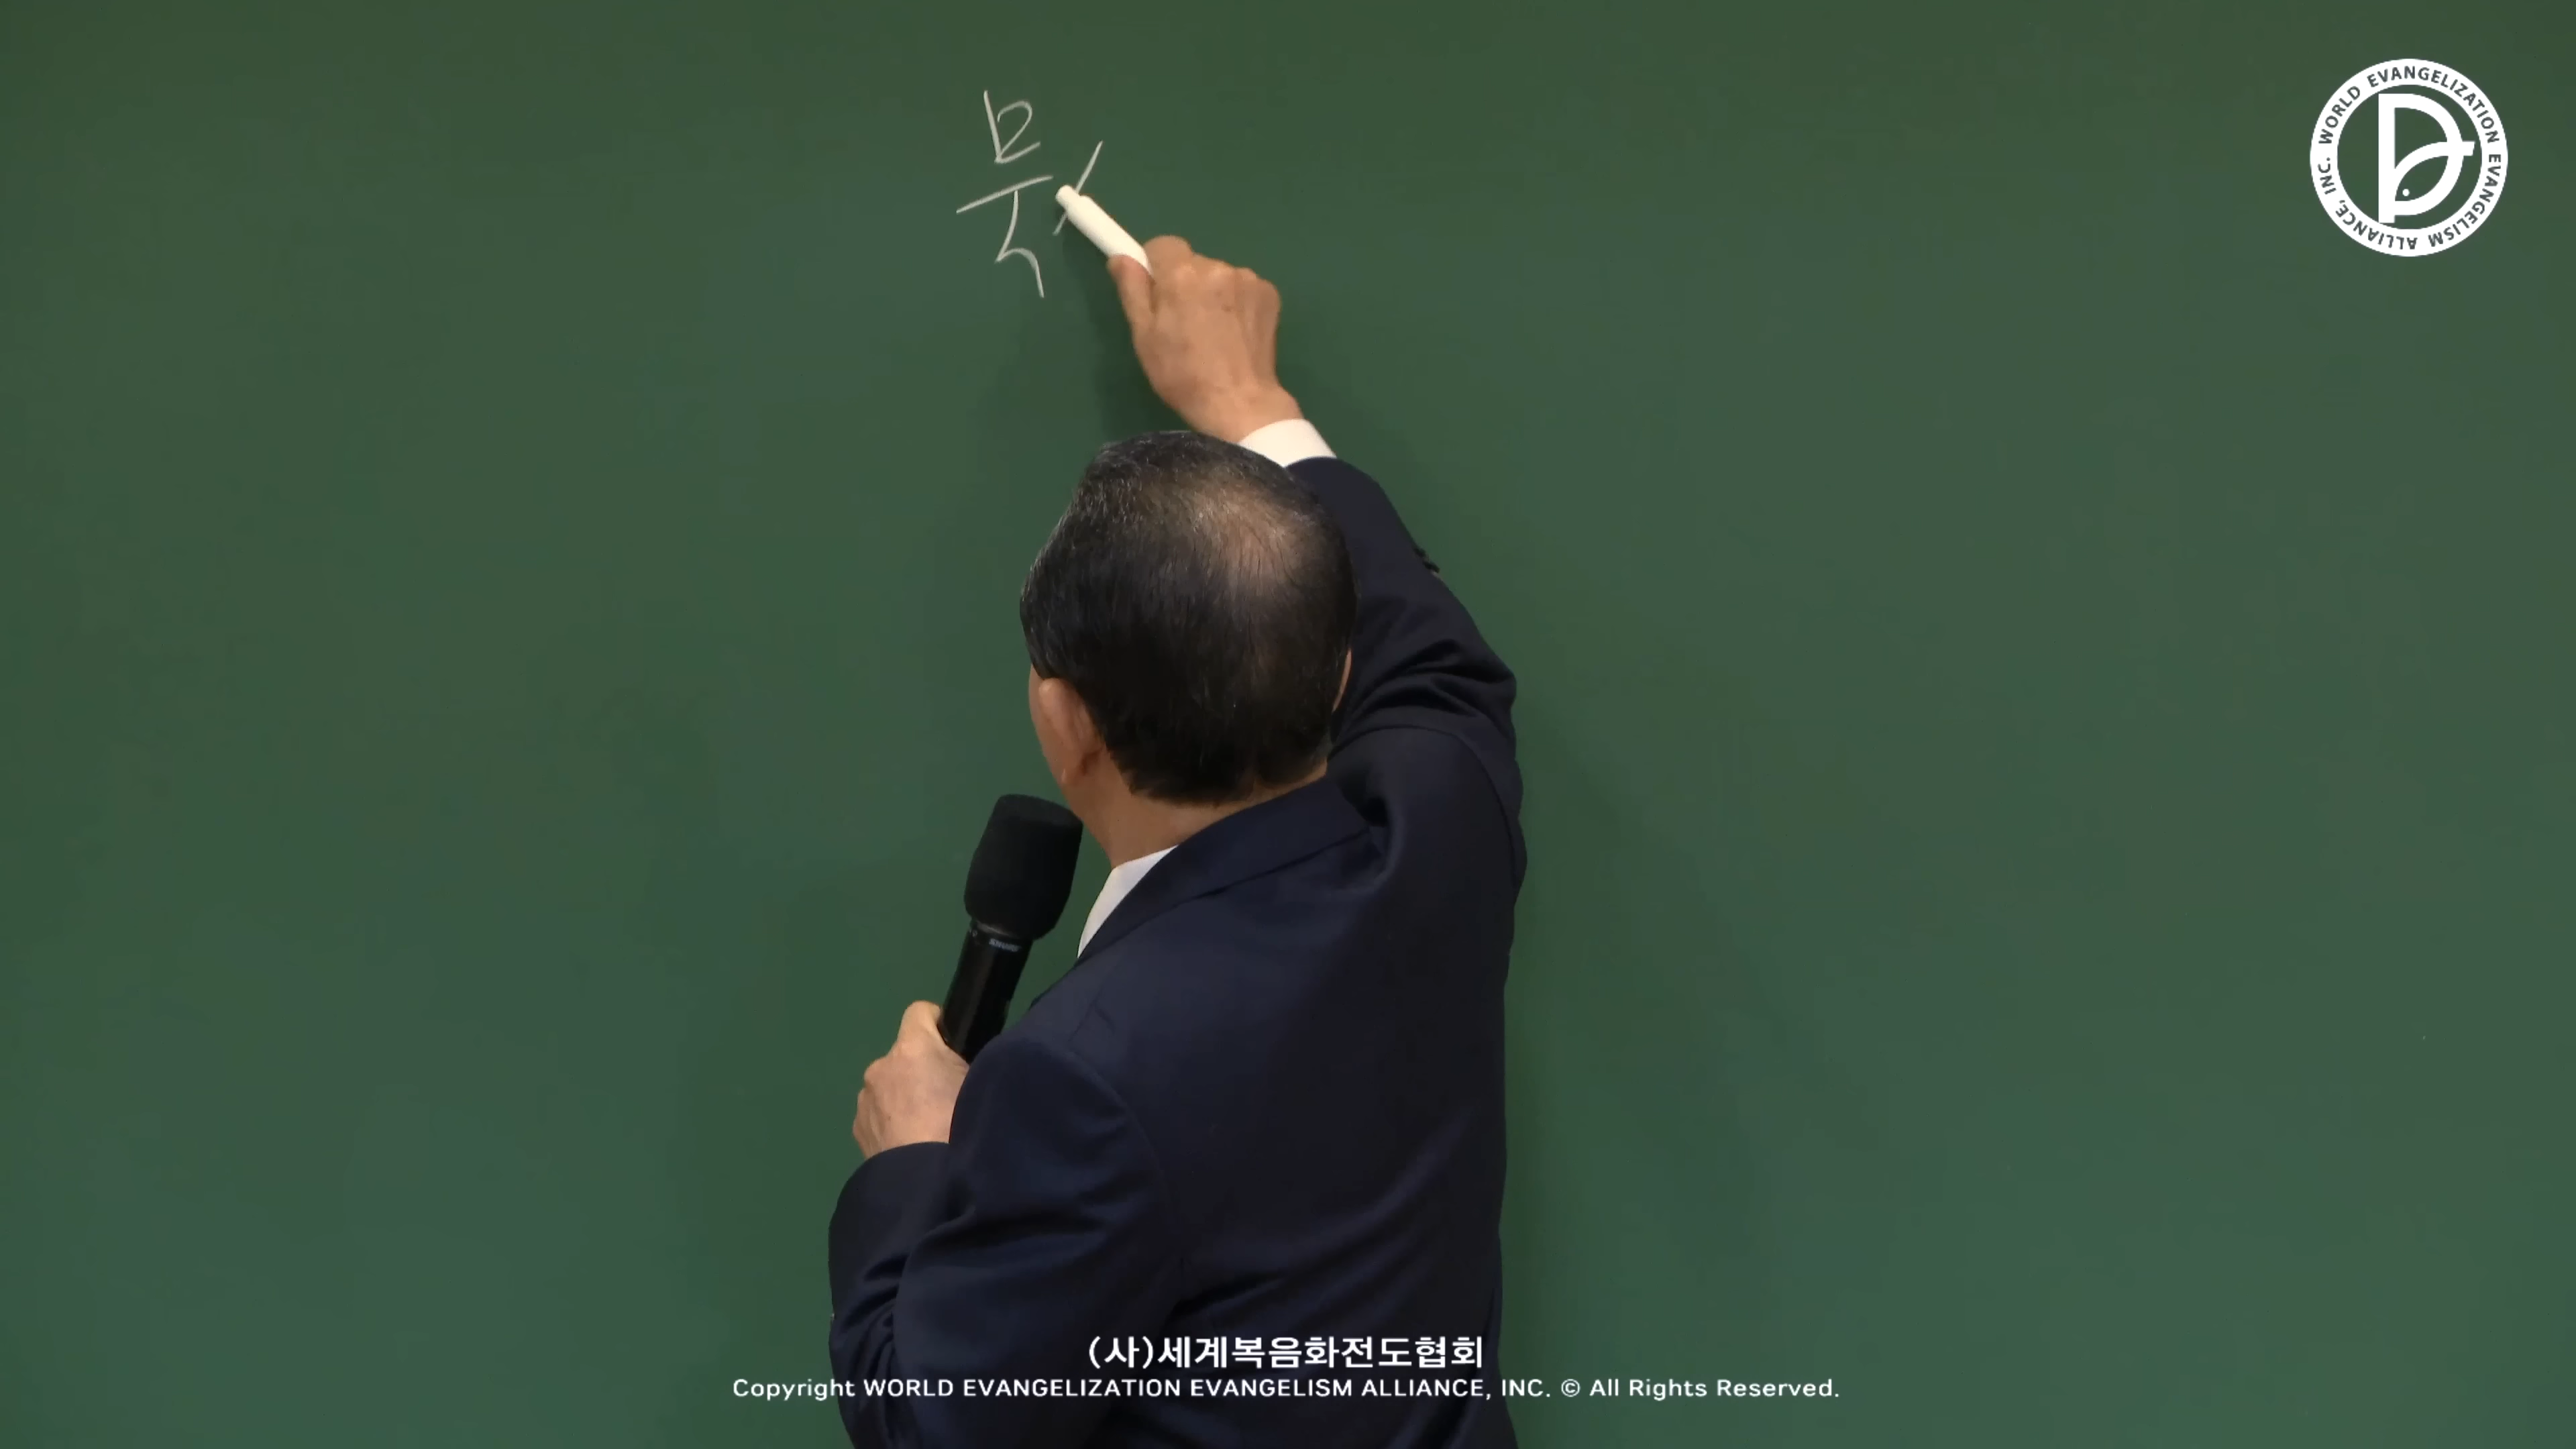 WORLD EVANGELIZATION EVANGELISM ALLIANCE, INC.
(사)세계복음화전도협회
Copyright WORLD EVANGELIZATION EVANGELISM ALLIANCE, INC. © All Rights Reserved.